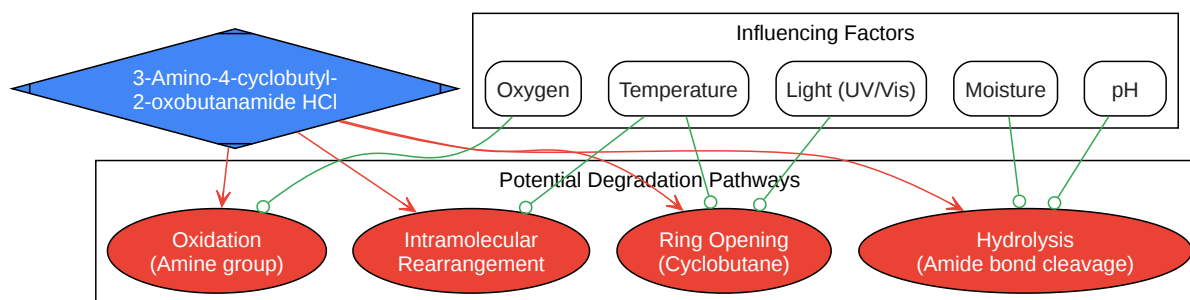 Influencing Factors
3-Amino-4-cyclobutyl-
2-oxobutanamide HCl
Oxygen
Temperature
Light (UV/Vis)
Moisture
pH
Potential Degradation Pathways
Oxidation
(Amine group)
Intramolecular
Rearrangement
Ring Opening
(Cyclobutane)
Hydrolysis
(Amide bond cleavage)